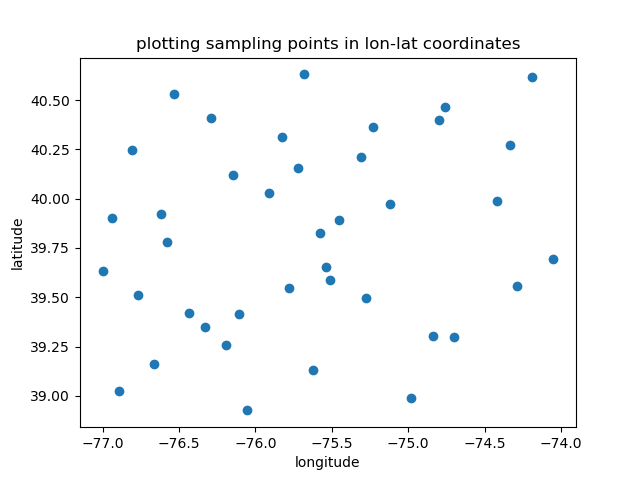 plotting sampling points in lon-lat coordinates
latitude
40.50
40.25
40.00
39.75
39.50
39.25
39.00
−77.0 −76.5 −76.0 −75.5 −75.0 −74.5 −74.0
longitude